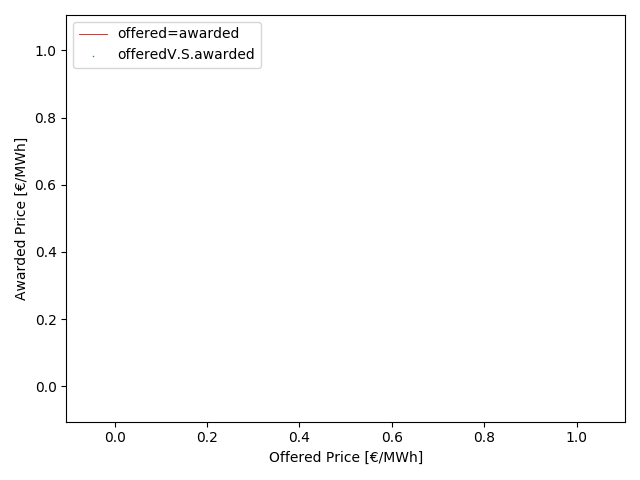 offered=awarded
offeredV.S.awarded
1.0
0.8
0.6
0.4
0.2
0.0
Awarded Price [€/MWh]
0.0 0.2 0.4 0.6 0.8 1.0
Offered Price [€/MWh]